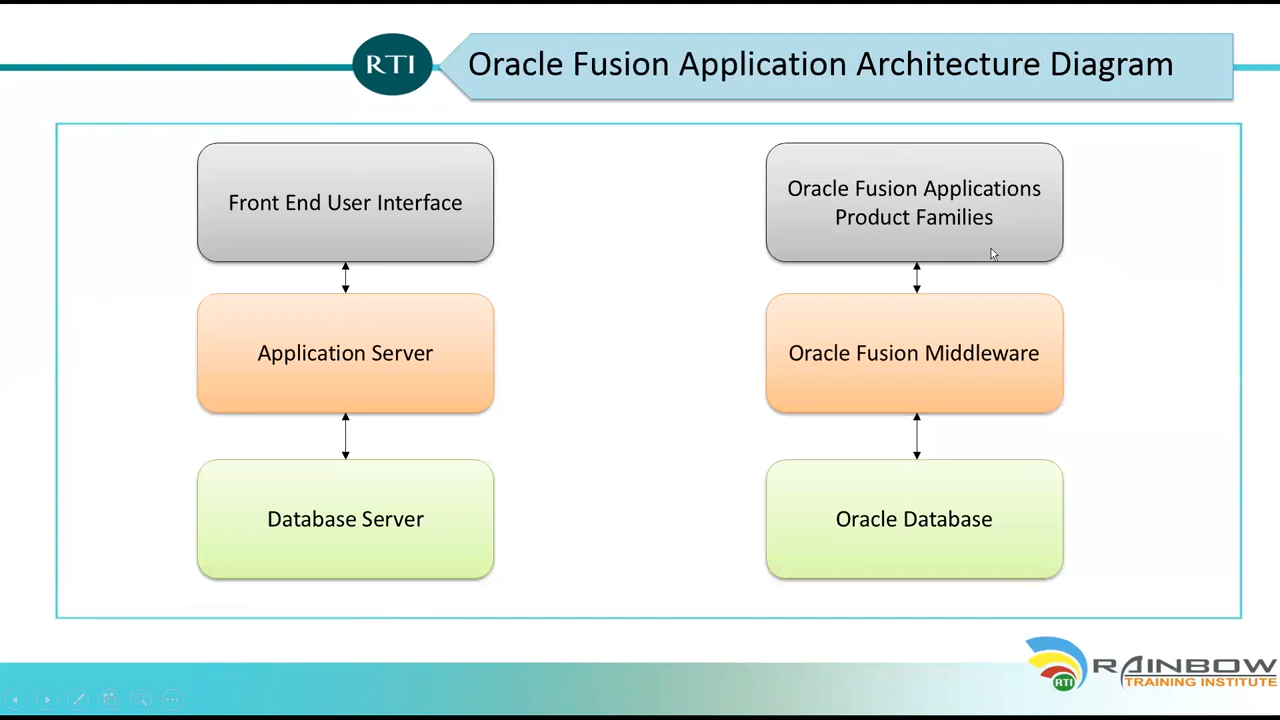 RTI
Oracle Fusion Application Architecture Diagram
Front End User Interface
Application Server
Database Server
Oracle Fusion Applications
Product Families
Oracle Fusion Middleware
Oracle Database
RTI
RAINBOW
TRAINING INSTITUTE